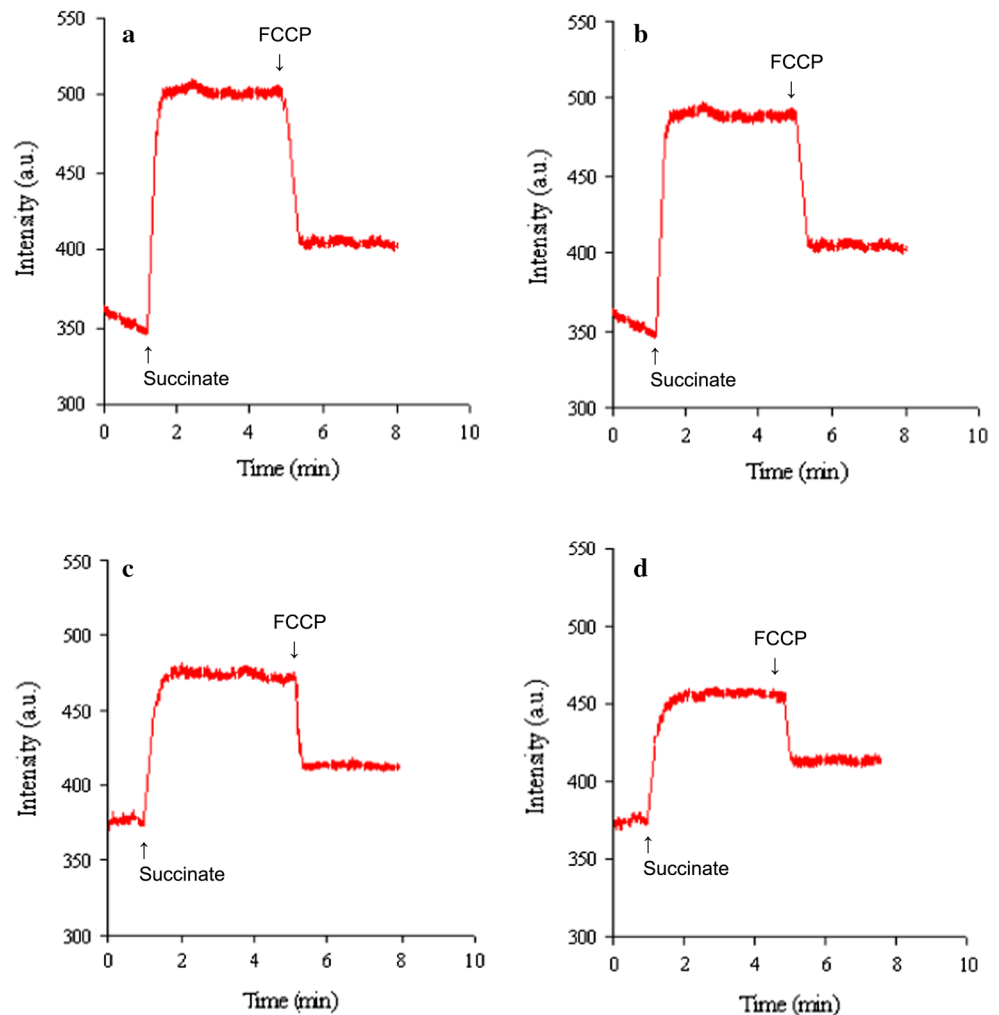 a
FCCP
↓
550
500
450
400
350
300
Intensity (a.u.)
↑
Succinate
0 2 4 6 8 10
Time (min)
b
FCCP
↓
550
500
450
400
350
300
Intensity (a.u.)
↑
Succinate
0 2 4 6 8 10
Time (min)
c
FCCP
↓
550
500
450
400
350
300
Intensity (a.u.)
↑
Succinate
0 2 4 6 8 10
Time (min)
d
FCCP
↓
550
500
450
400
350
300
Intensity (a.u.)
↑
Succinate
0 2 4 6 8 10
Time (min)